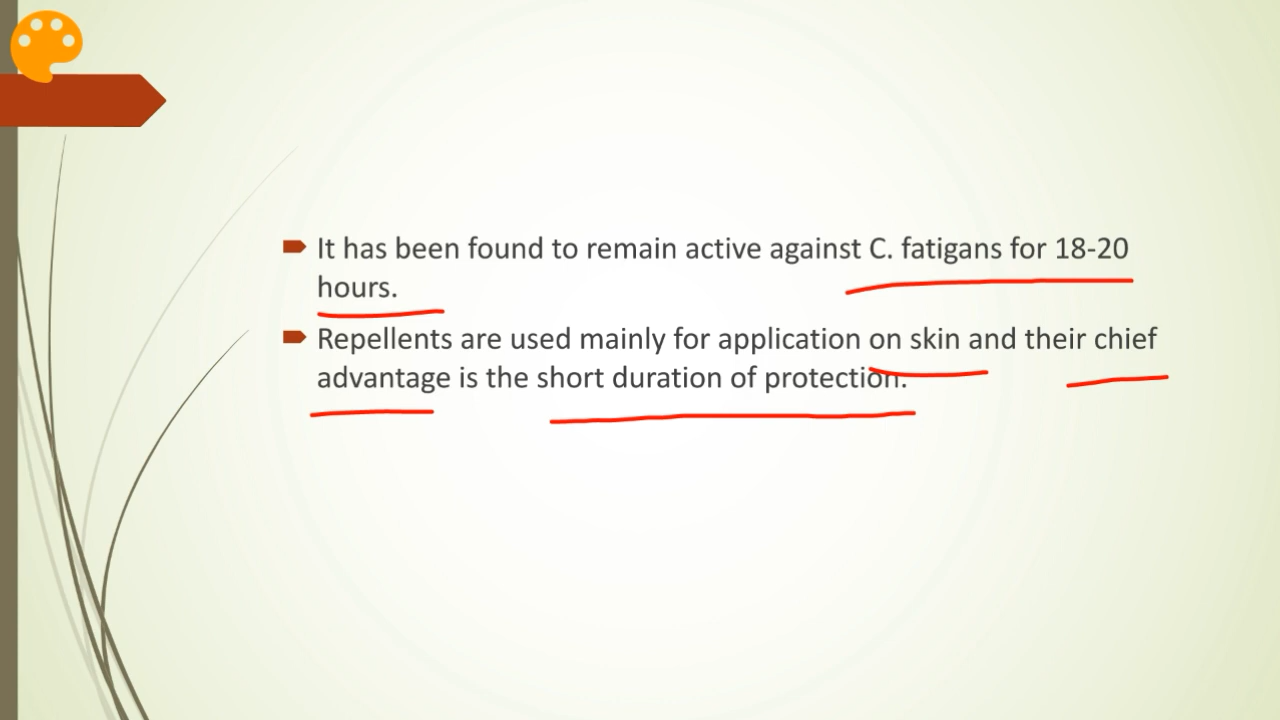 It has been found to remain active against C. fatigans for 18-20
hours.
Repellents are used mainly for application on skin and their chief
advantage is the short duration of protection.